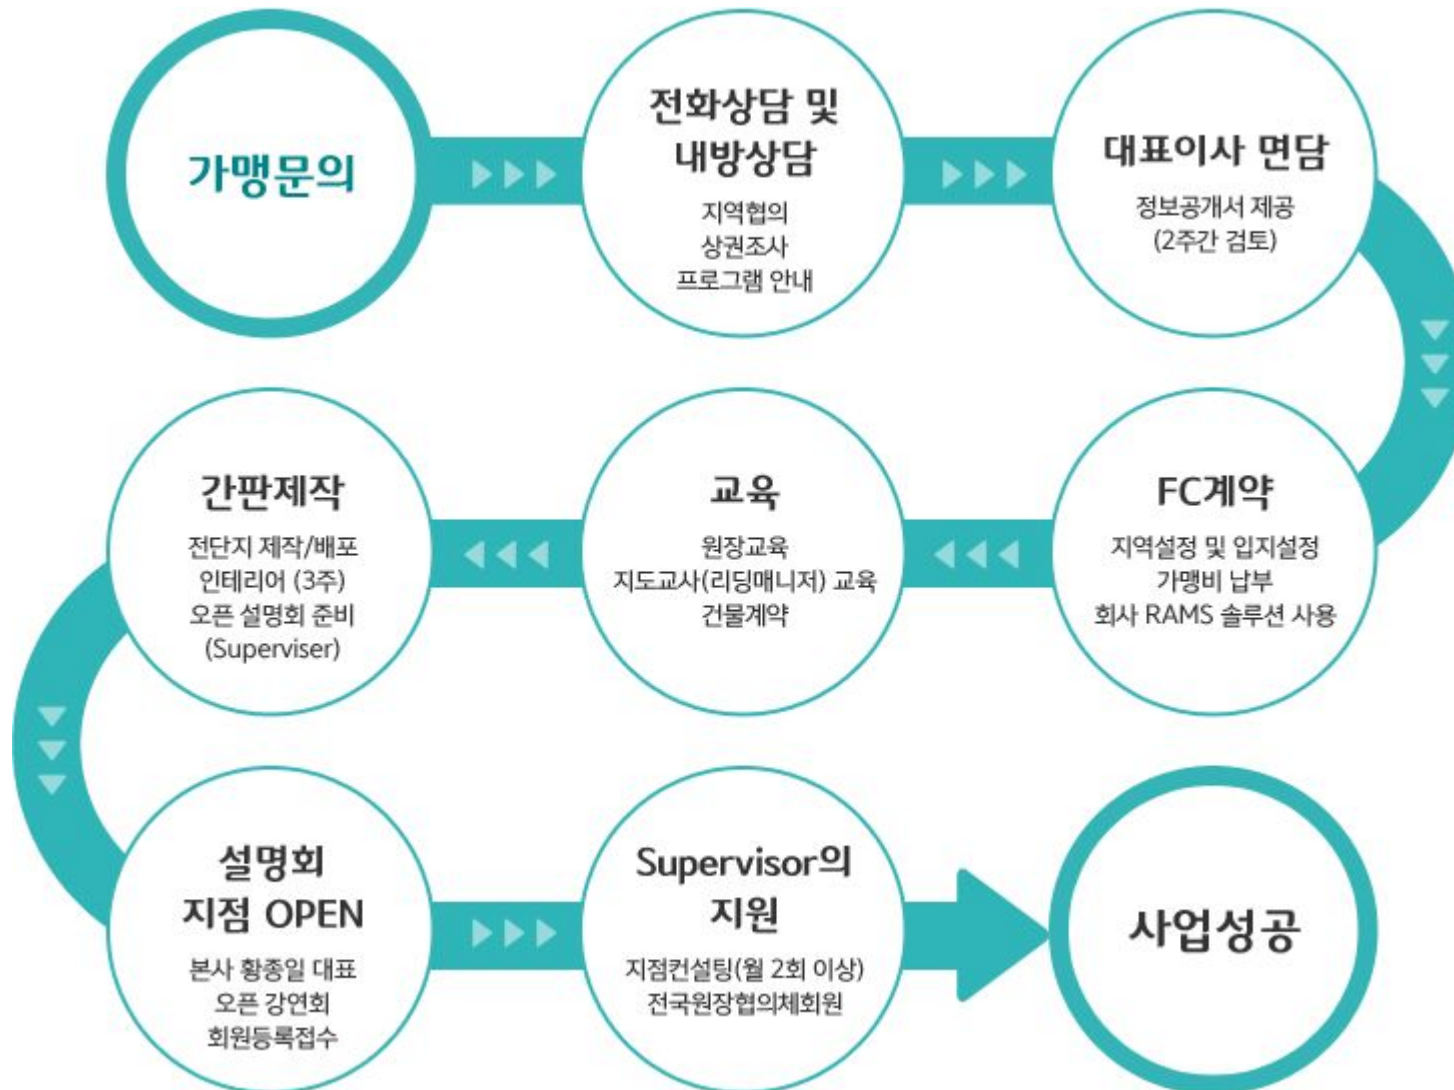 가맹문의
전화상담 및
내방상담
지역협의
상권조사
프로그램 안내
대표이사 면담
정보공개서 제공
(2주간 검토)
FC계약
지역설정 및 입지설정
가맹비 납부
회사 RAMS 솔루션 사용
교육
원장교육
지도교사(리딩매니저) 교육
건물계약
간판제작
전단지 제작/배포
인테리어 (3주)
오픈 설명회 준비
(Superviser)
설명회
지점 OPEN
본사 황종일 대표
오픈 강연회
회원등록접수
Supervisor의
지원
지점컨설팅(월 2회 이상)
전국원장협의체회원
사업성공